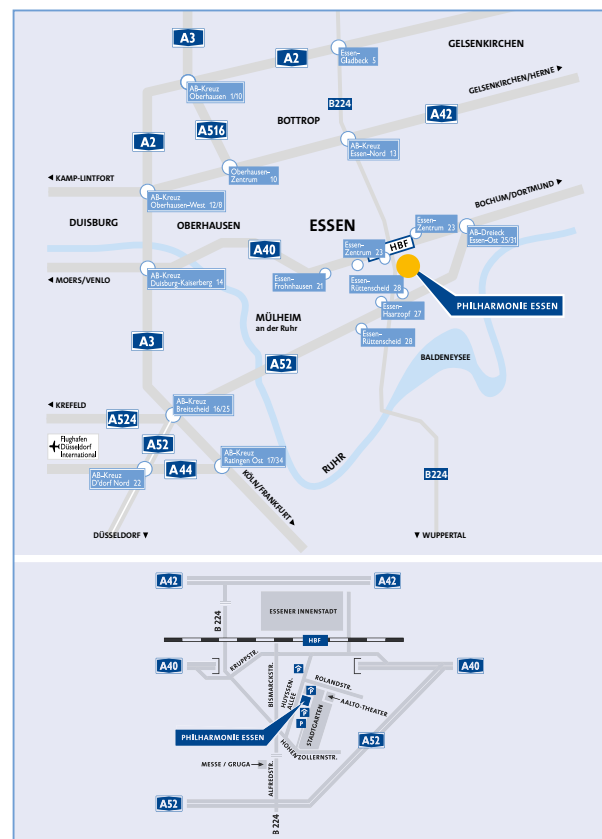 A3
GELSENKIRCHEN
A2
Essen–
Gladbeck 5
GELSENKIRCHEN/HERNE
AB–Kreuz
Oberhausen 1/10
B224
A42
A516
BOTTROP
A2
AB–Kreuz
Essen–Nord 13
Oberhausen–
Zentrum 10
KAMP–LINTFORT
BOCHUM/DORTMUND
AB–Kreuz
Oberhausen–West 12/8
DUISBURG
OBERHAUSEN
ESSEN
Essen–
Zentrum 23
AB–Dreieck
Essen–Ost 25/31
HBF
A40
Essen–
Zentrum 23
MOERS/VENLO
AB–Kreuz
Duisburg–Kaiserberg 14
Essen–
Frohnhausen 21
Essen–
Rüttenscheid 28
PHILHARMONIE ESSEN
Essen–
Haarzopf 27
MÜLHEIM
an der Ruhr
Essen–
Rüttenscheid 28
A3
BALDENEYSEE
A52
KREFELD
AB–Kreuz
Breitscheid 16/25
A524
Flughafen
Düsseldorf
International
A52
A44
AB–Kreuz
Ratingen Ost 17/34
AB–Kreuz
D'dorf Nord 22
RUHR
B224
KÖLN/FRANKFURT
DÜSSELDORF
WUPPERTAL
A42
A42
B 224
ESSENER INNENSTADT
HBF
A40
KRUPPSTR.
A40
BISMARCKSTR.
HUYSSEN-
ALLEE
P
ROLANDSTR.
P
AALTO–THEATER
P
P
STADTGARTEN
PHILHARMONIE ESSEN
A52
HOHENZOLLERNSTR.
MESSE / GRUGA
ALFREDSTR.
A52
B 224